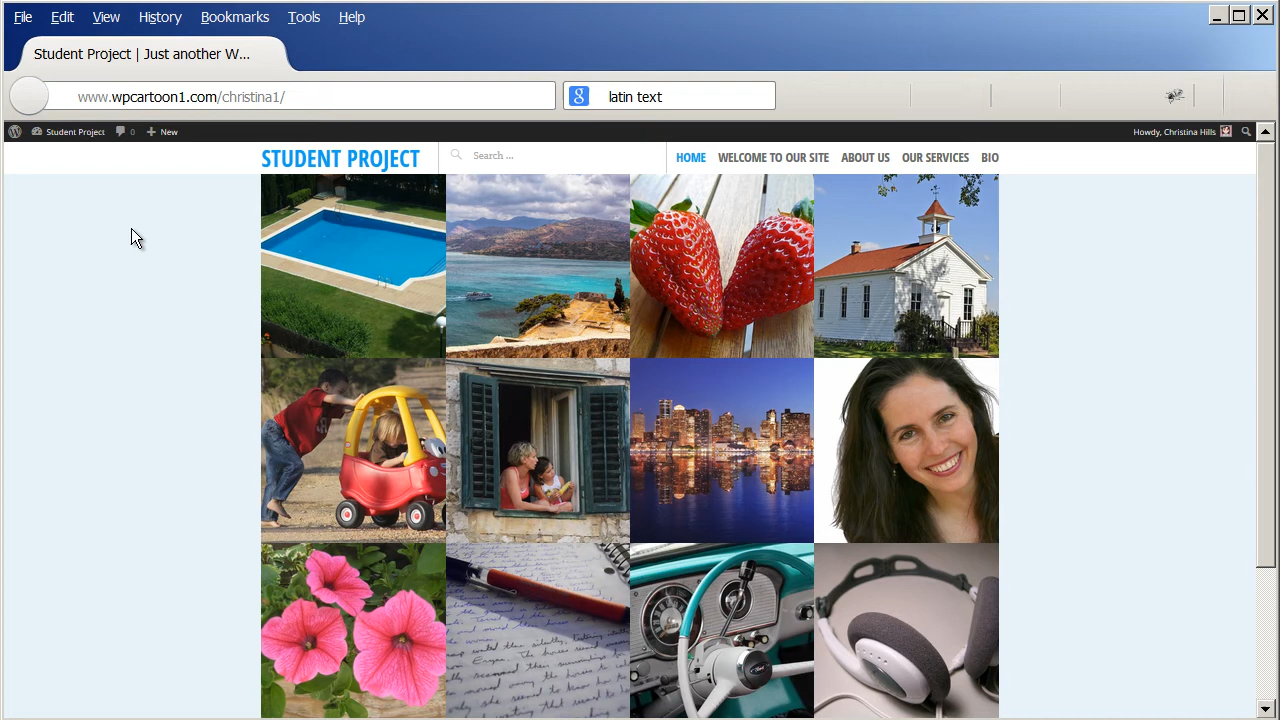 File Edit View History Bookmarks Tools Help
Student Project | Just another W...
www.wpcartoon1.com/christina1/
latin text
Student Project 0 New
Howdy, Christina Hills
STUDENT PROJECT
Search ...
HOME WELCOME TO OUR SITE ABOUT US OUR SERVICES BIO